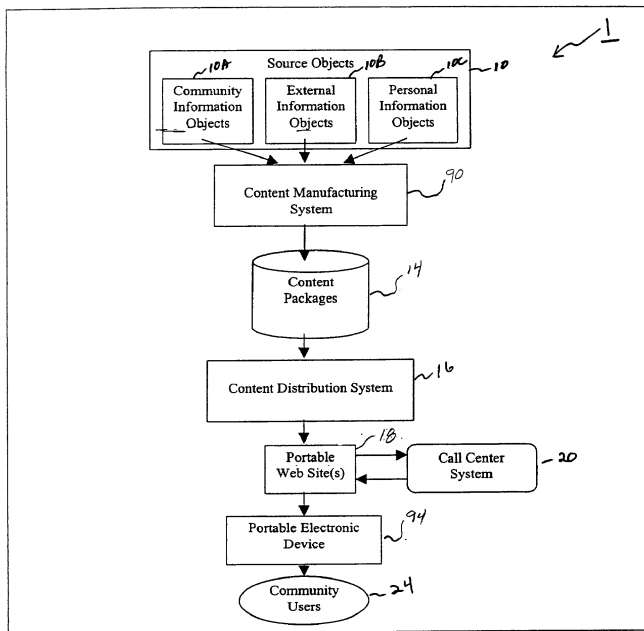 1
10A
Source Objects
10B
10C
10
Community
Information
Objects
External
Information
Objects
Personal
Information
Objects
90
Content Manufacturing
System
14
Content
Packages
16
Content Distribution System
18.
Portable
Web Site(s)
Call Center
System
20
94
Portable Electronic
Device
Community
Users
24